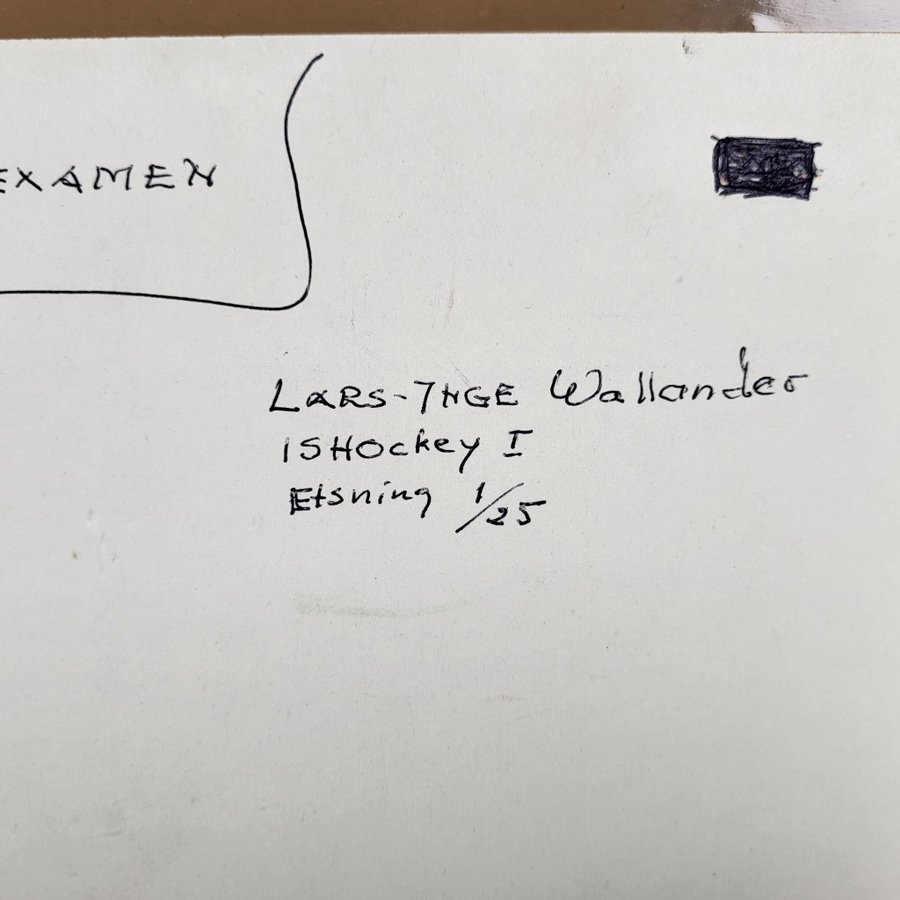 EXAMEN
LARS-INGE Wallander
ISHOckey I
Etsning 1/25